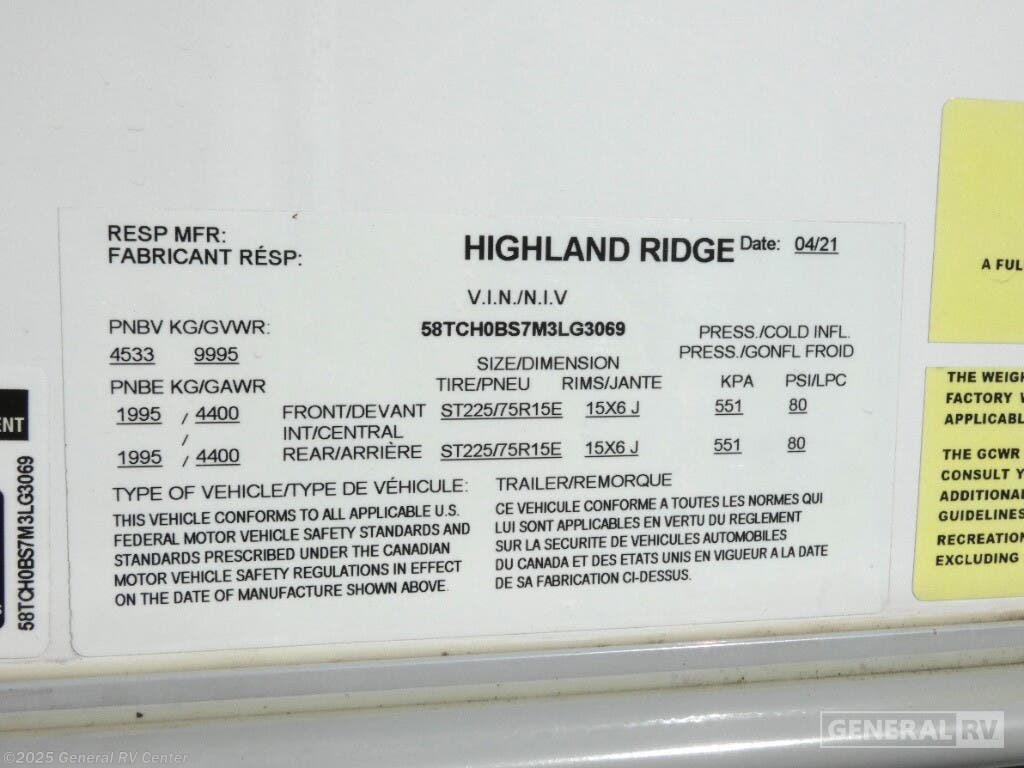 RESP MFR:
FABRICANT RÉSP:
HIGHLAND RIDGE Date: 04/21
V.I.N./N.I.V
PNBV KG/GVWR:
58TCH0BS7M3LG3069
PRESS./COLD INFL.
4533 9995
SIZE/DIMENSION
PRESS./GONFL FROID
PNBE KG/GAWR
TIRE/PNEU RIMS/JANTE KPA PSI/LPC
1995 / 4400 FRONT/DEVANT ST225/75R15E 15X6 J 551 80
/ INT/CENTRAL
1995 / 4400 REAR/ARRIÈRE ST225/75R15E 15X6 J 551 80
TYPE OF VEHICLE/TYPE DE VÉHICULE: TRAILER/REMORQUE
THIS VEHICLE CONFORMS TO ALL APPLICABLE U.S.
FEDERAL MOTOR VEHICLE SAFETY STANDARDS AND
STANDARDS PRESCRIBED UNDER THE CANADIAN
MOTOR VEHICLE SAFETY REGULATIONS IN EFFECT
ON THE DATE OF MANUFACTURE SHOWN ABOVE.
CE VEHICULE CONFORME A TOUTES LES NORMES QUI
LUI SONT APPLICABLES EN VERTU DU REGLEMENT
SUR LA SECURITE DE VEHICULES AUTOMOBILES
DU CANADA ET DES ETATS UNIS EN VIGUEUR A LA DATE
DE SA FABRICATION CI-DESSUS.
ENT
58TCH0BS7M3LG3069
A FUL
THE WEIGH
FACTORY
APPLICABL
THE GCWR
CONSULT Y
ADDITIONA
GUIDELINES
RECREATION
EXCLUDING
GENERAL RV
©2025 General RV Center